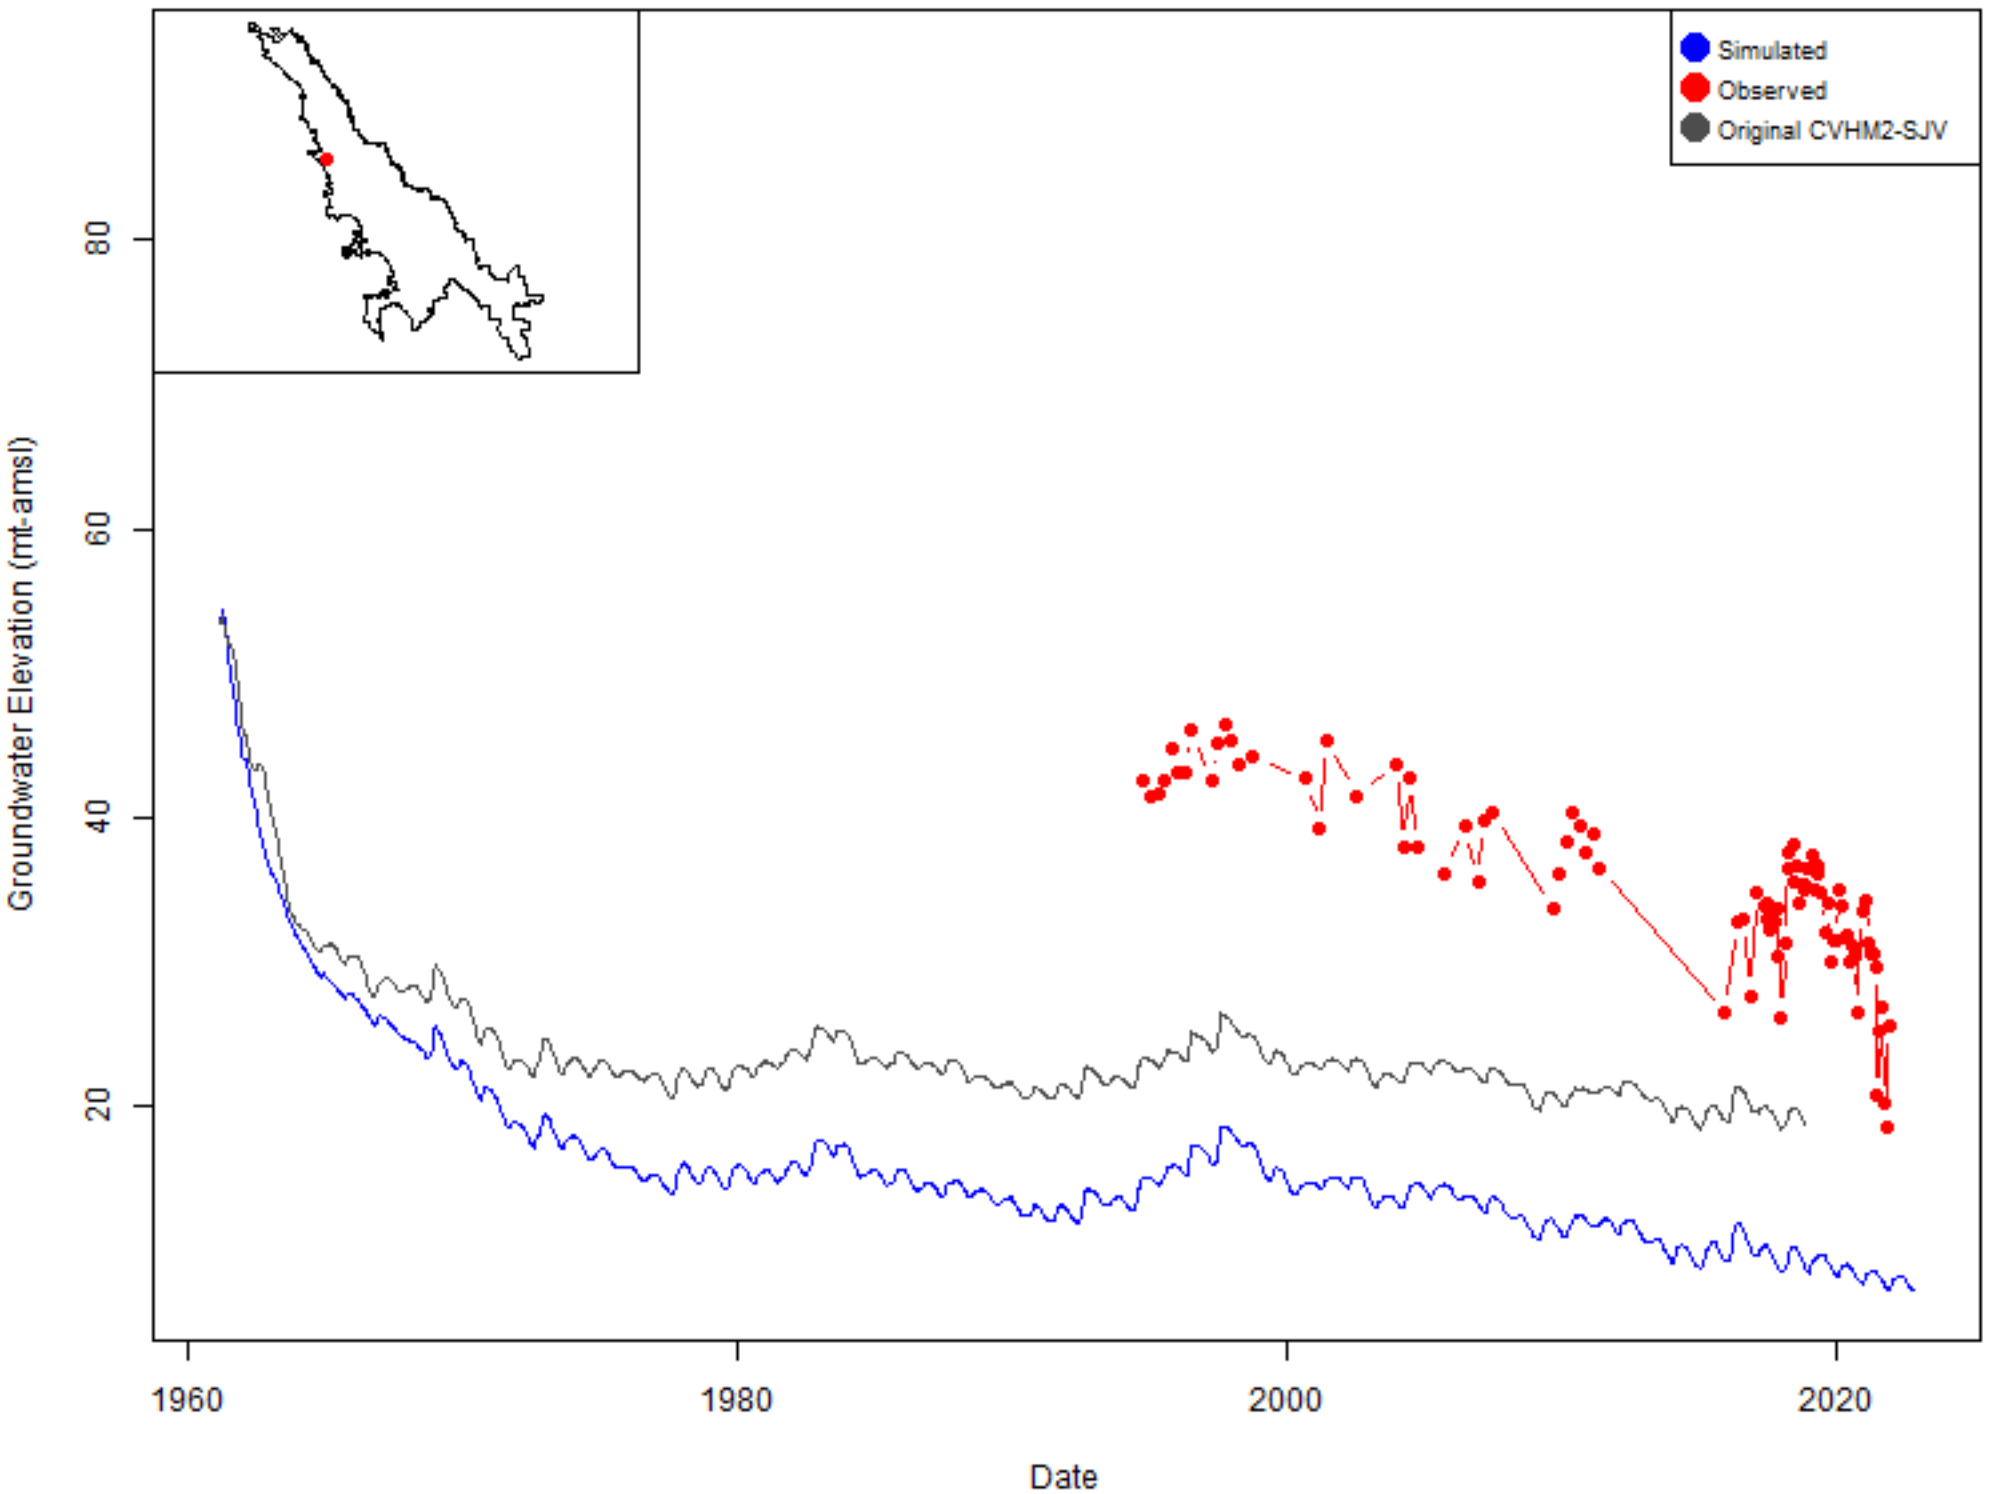 Simulated
Observed
Original CVHM2-SJV
Groundwater Elevation (mt-amsl)
80
60
40
20
1960 1980 2000 2020
Date